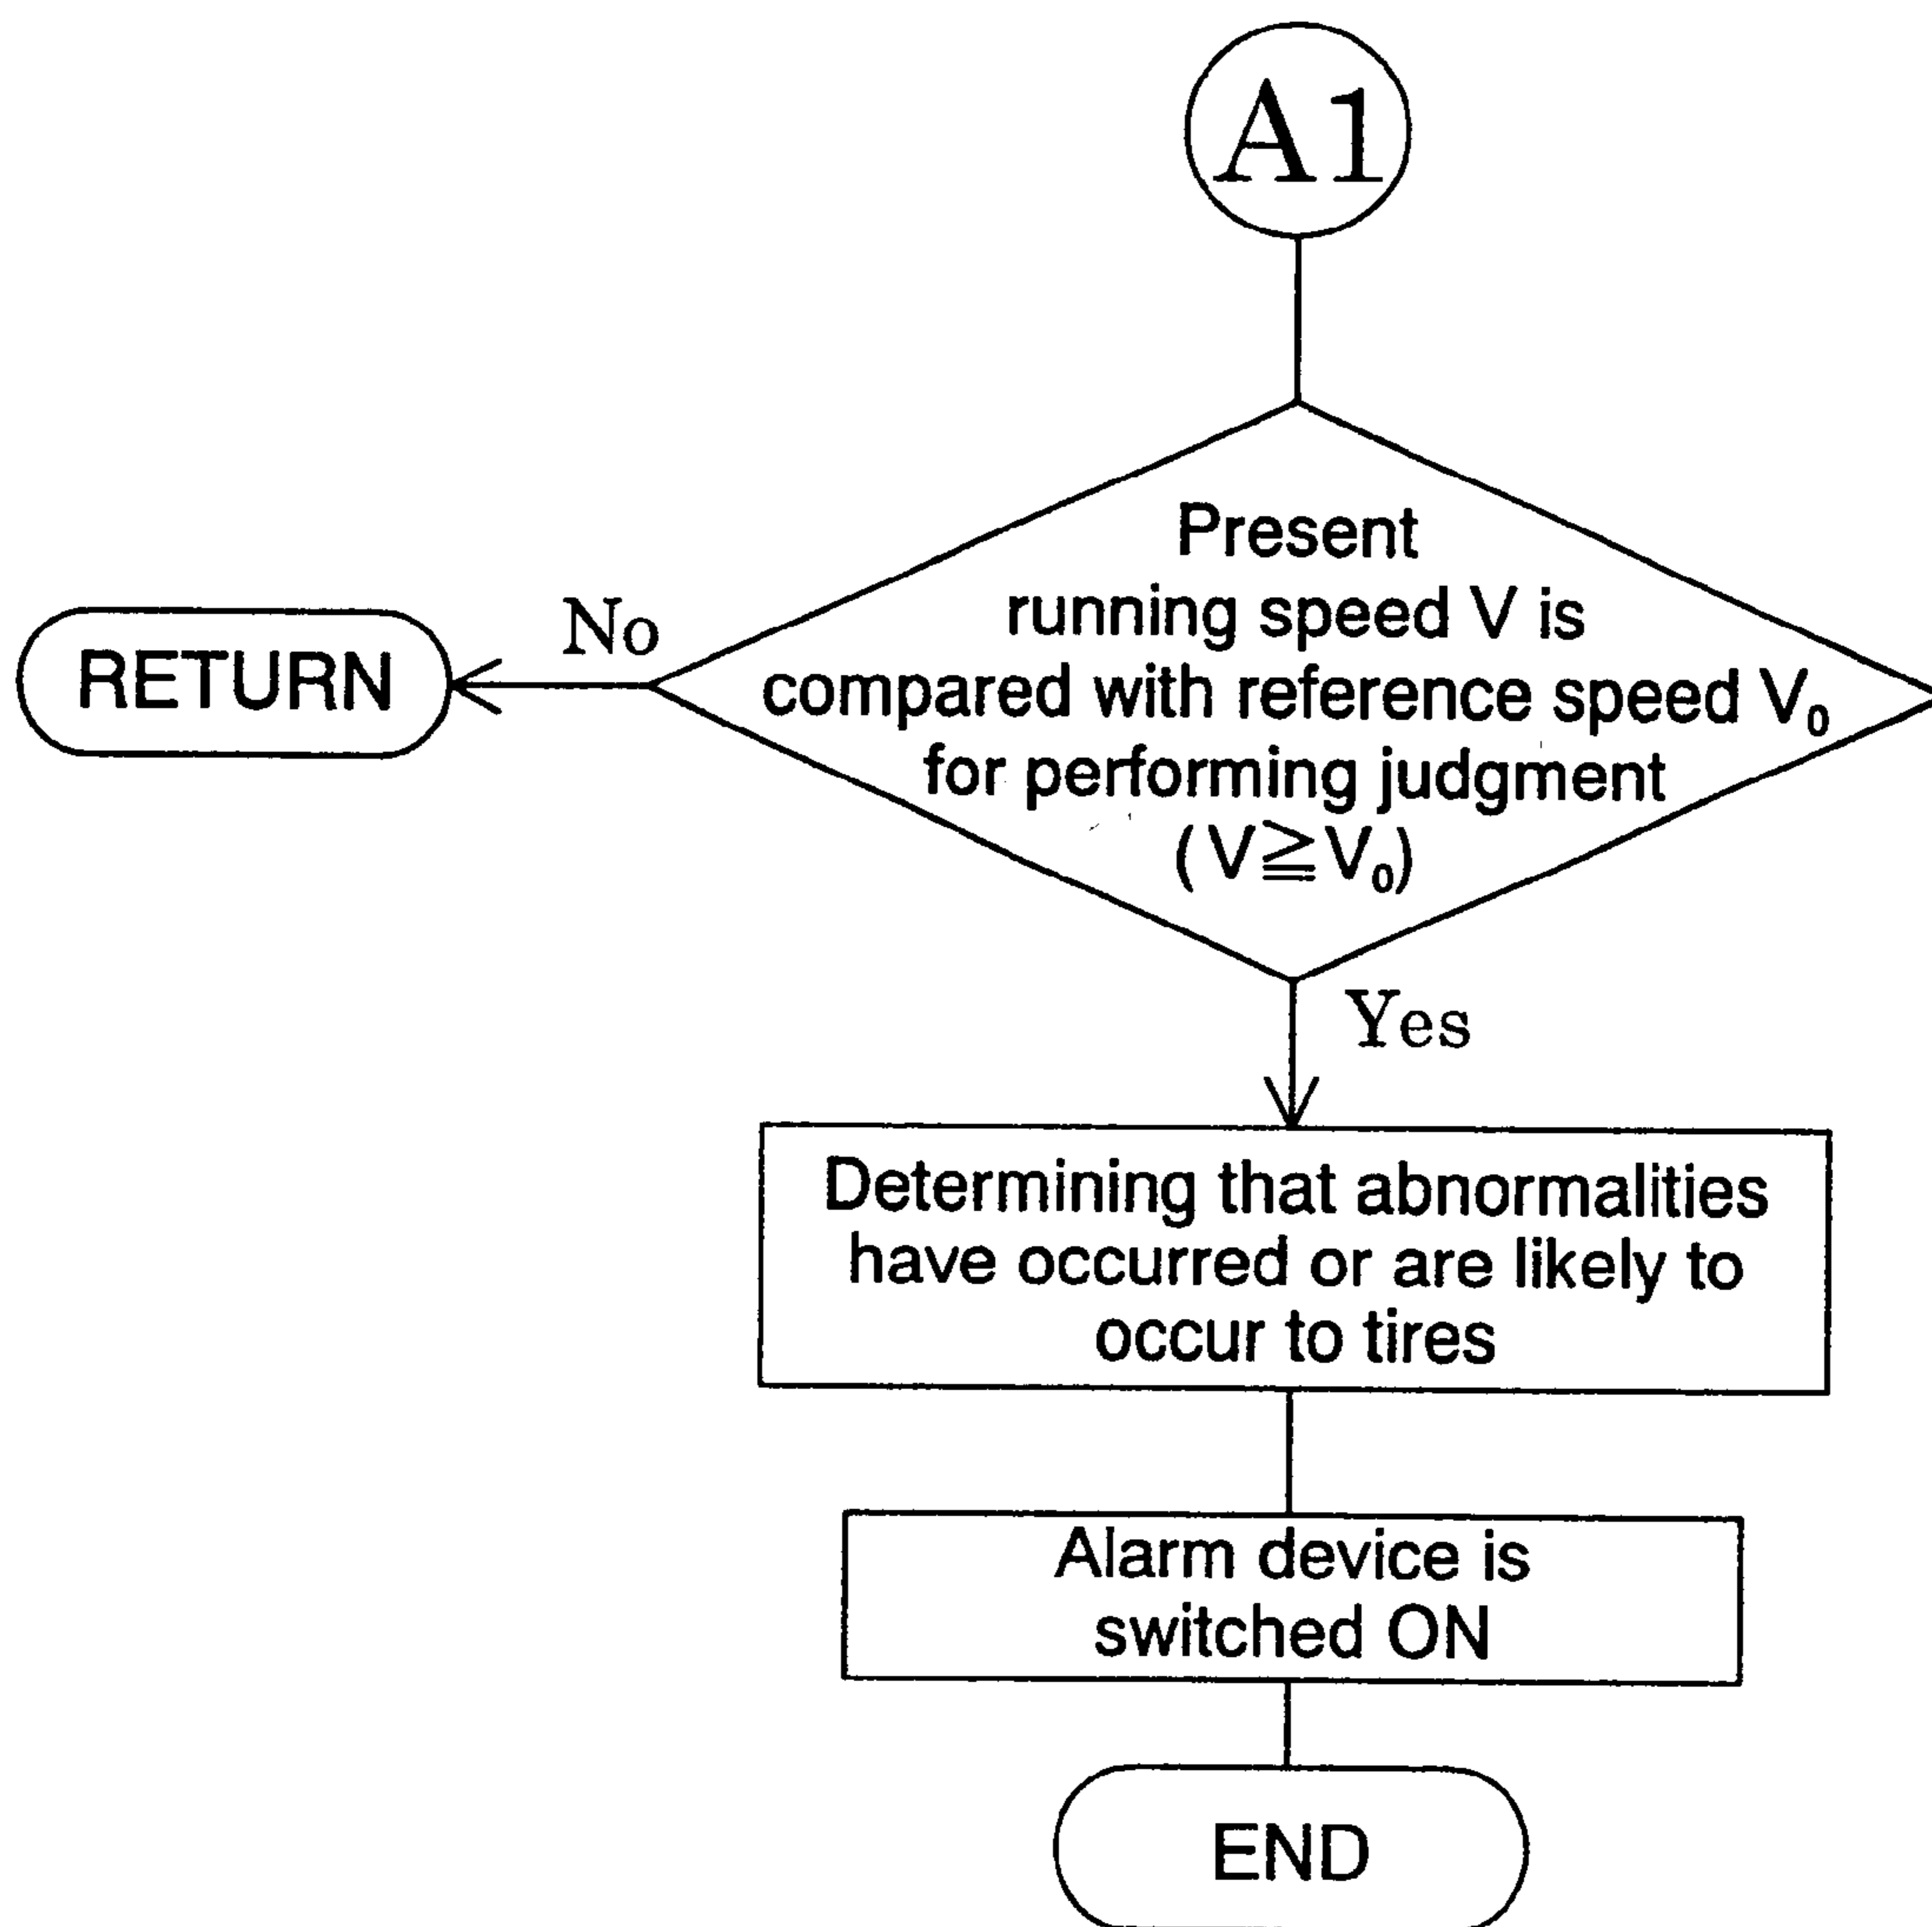 A1
Present
running speed V is
compared with reference speed V₀
for performing judgment
(V≧V₀)
No
RETURN
Yes
Determining that abnormalities
have occurred or are likely to
occur to tires
Alarm device is
switched ON
END